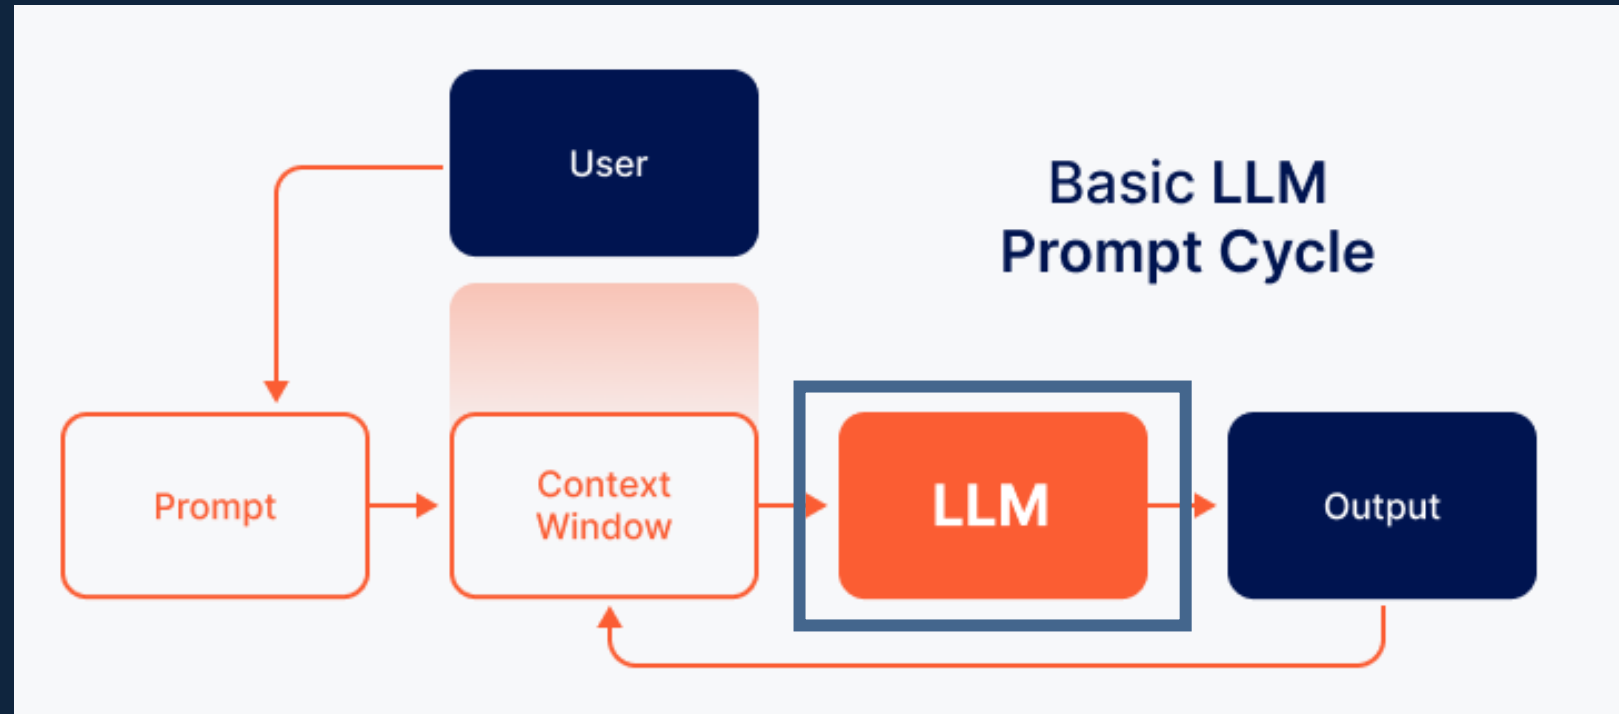 User
Basic LLM
Prompt Cycle
Prompt
Context
Window
LLM
Output